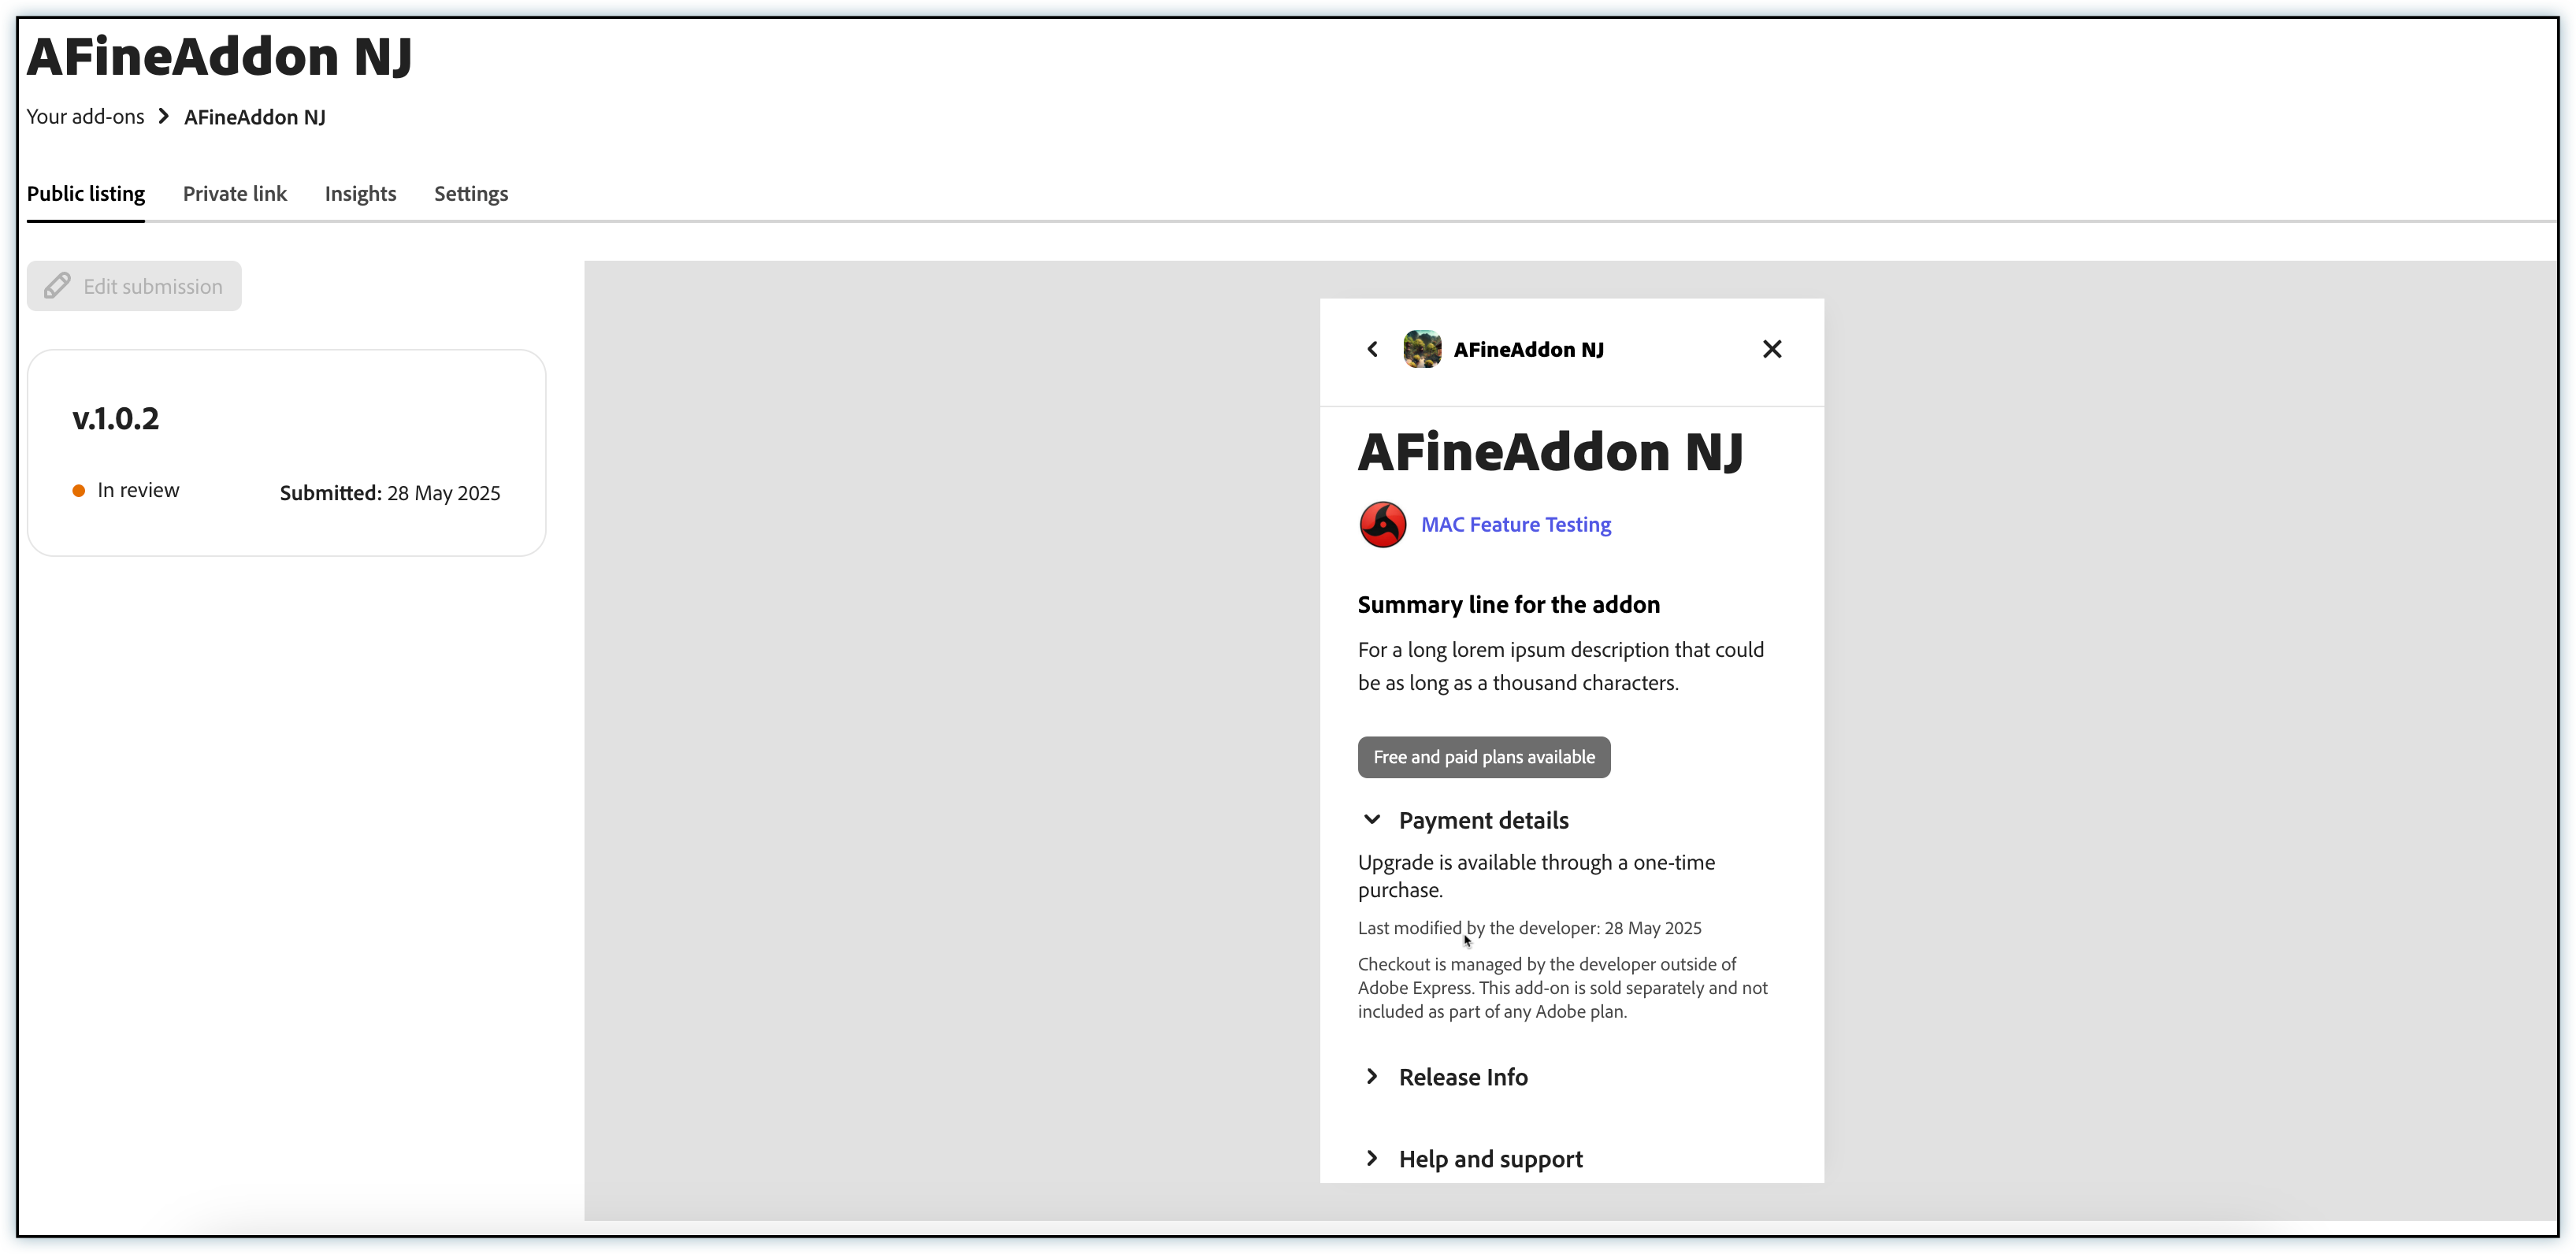 AFineAddon NJ
Your add-ons AFineAddon NJ
Public listing Private link Insights Settings
Edit submission
v.1.0.2
In review Submitted: 28 May 2025
AFineAddon NJ
AFineAddon NJ
MAC Feature Testing
Summary line for the addon
For a long lorem ipsum description that could
be as long as a thousand characters.
Free and paid plans available
Payment details
Upgrade is available through a one-time
purchase.
Last modified by the developer: 28 May 2025
Checkout is managed by the developer outside of
Adobe Express. This add-on is sold separately and not
included as part of any Adobe plan.
Release Info
Help and support